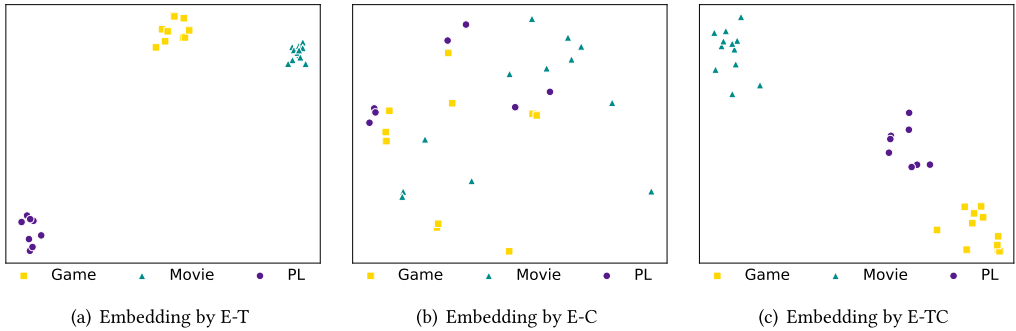 Game Movie PL
Game Movie PL
Game Movie PL
(a) Embedding by E-T
(b) Embedding by E-C
(c) Embedding by E-TC